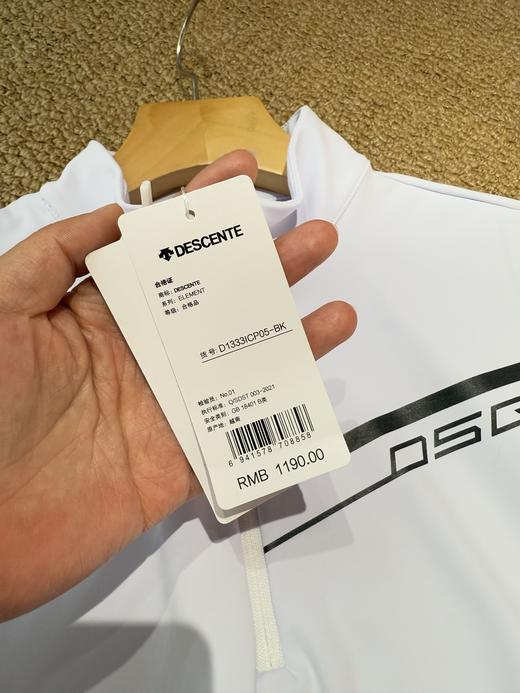 DESCENTE
合格证
商标: DESCENTE
系列: ELEMENT
等级: 合格品
货 号: D1333ICP05-BK
检验员: No.01
执行标准: Q/SDST 003-2021
安全类别: GB 18401 B类
原产地: 越南
6 941578 708858
RMB 1190.00